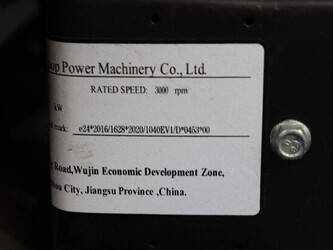 Power Machinery Co., Ltd.
RATED SPEED: 3000 rpm
kW
mark: e24*2016/1628*2020/1040EV1/D*0453*00
Road,Wujin Economic Development Zone,
City, Jiangsu Province ,China.